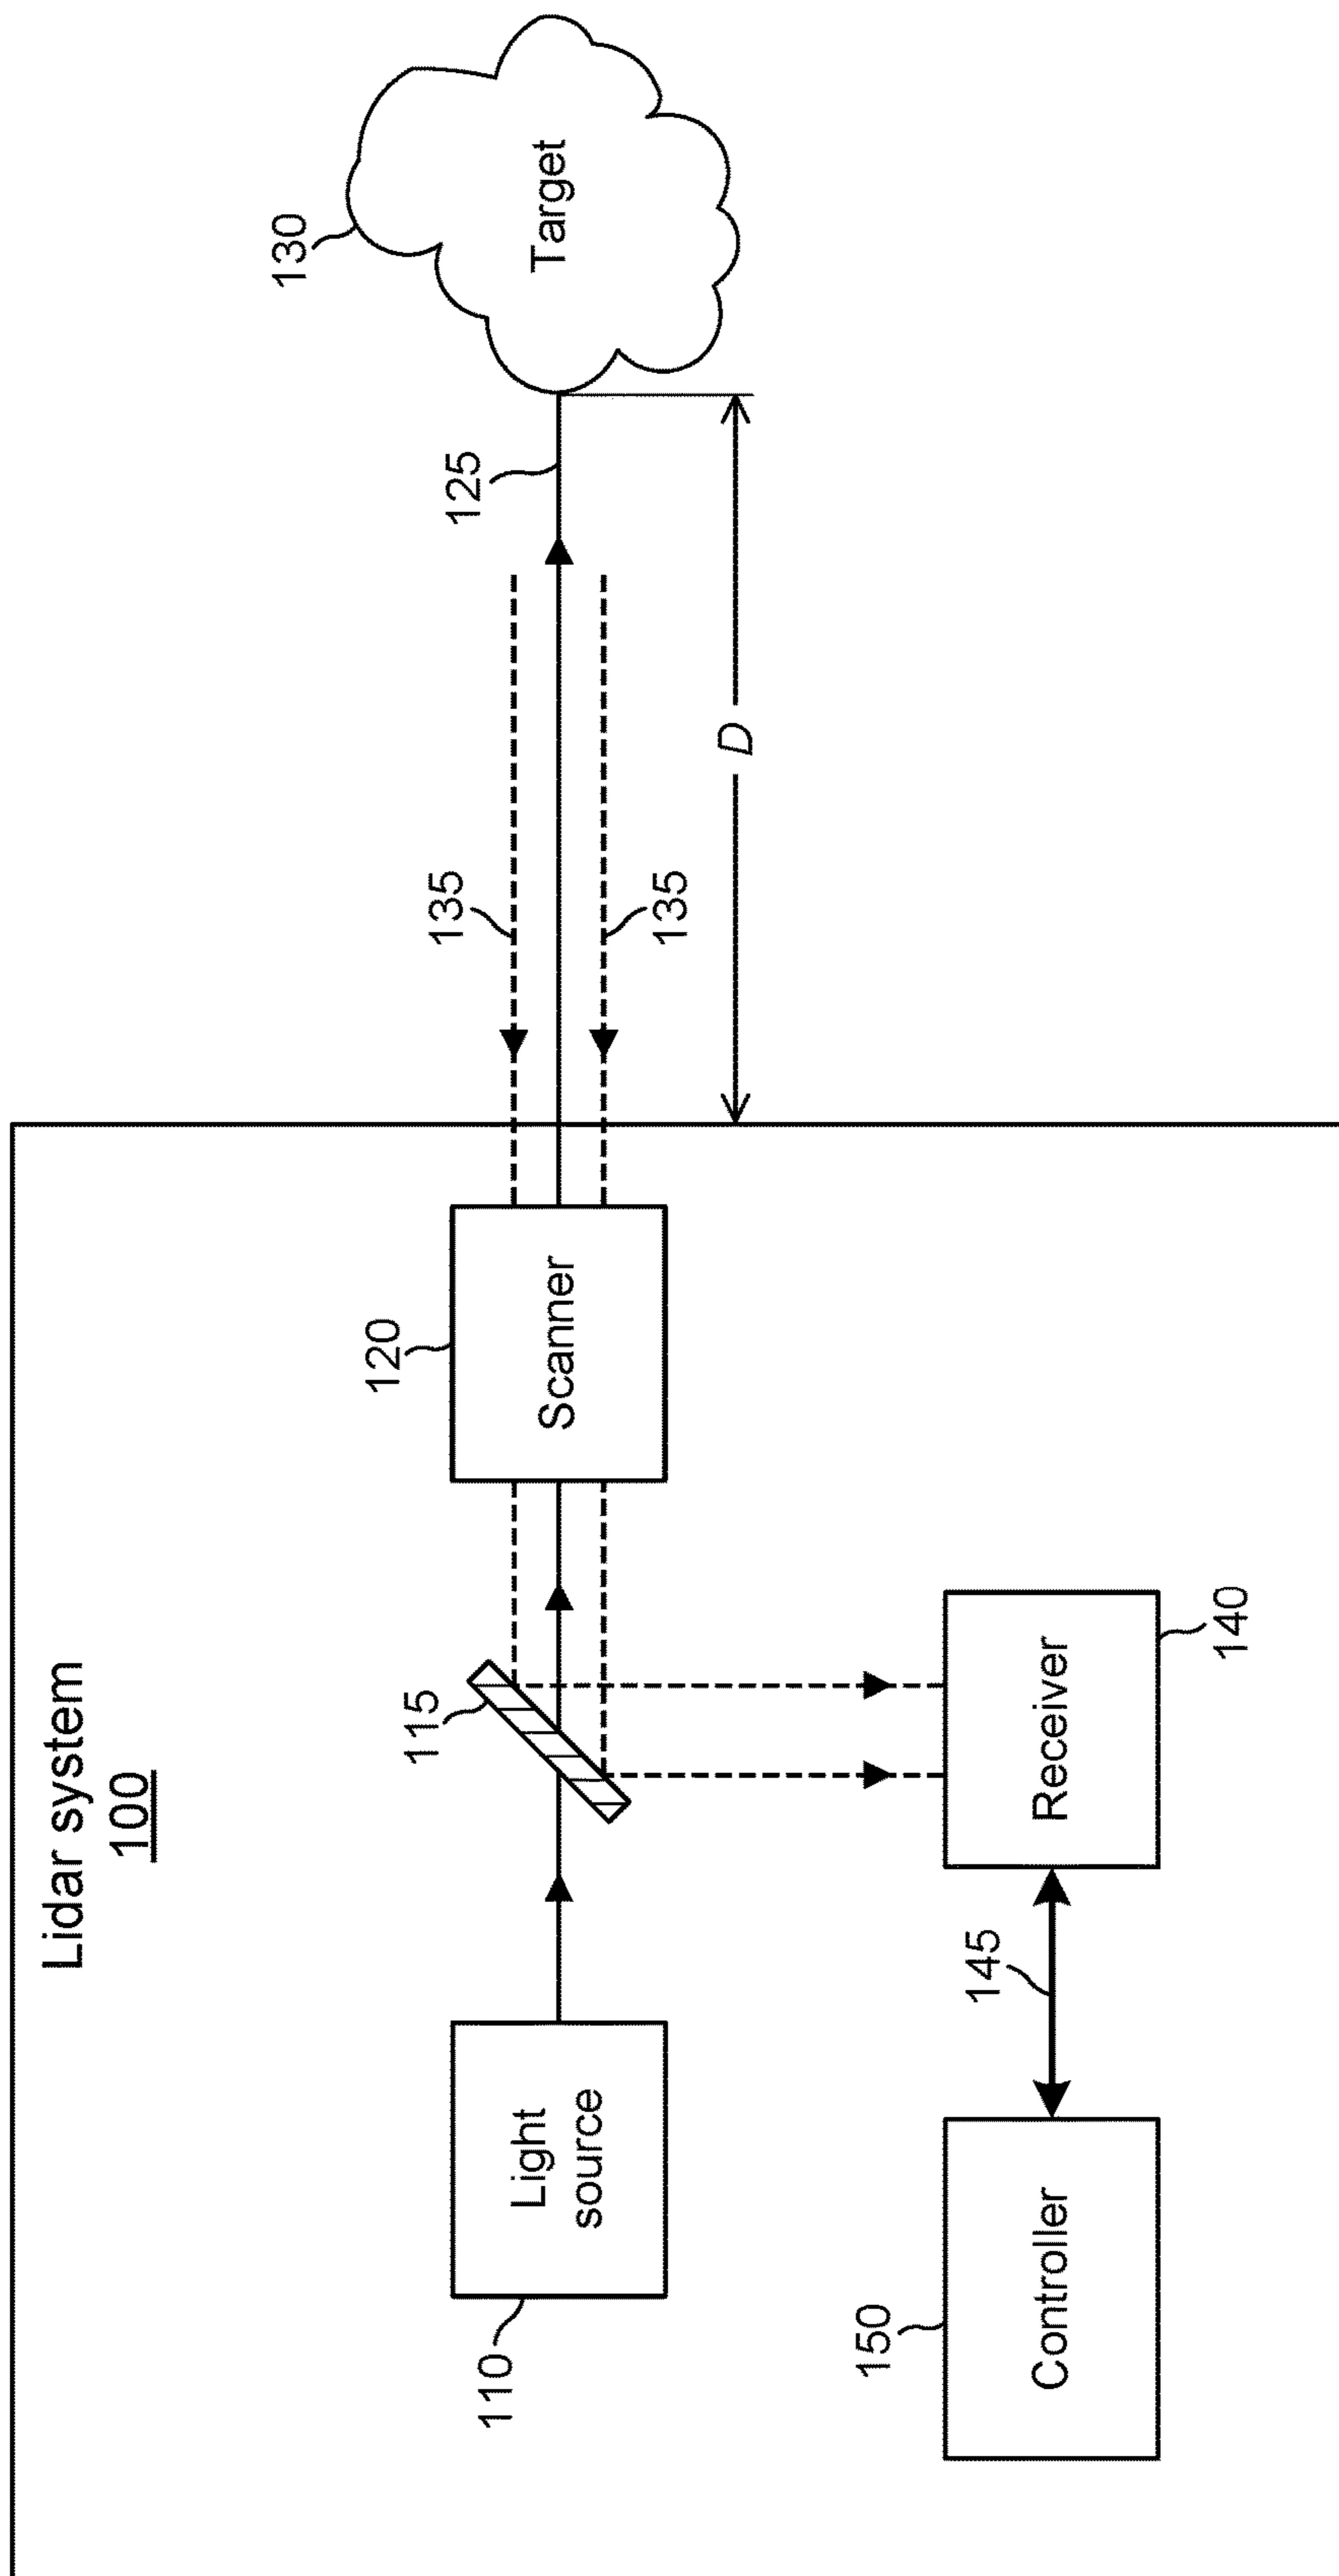 Lidar system
100
110
Light
source
115
120
Scanner
135
135
125
130
Target
D
150
Controller
145
Receiver
140